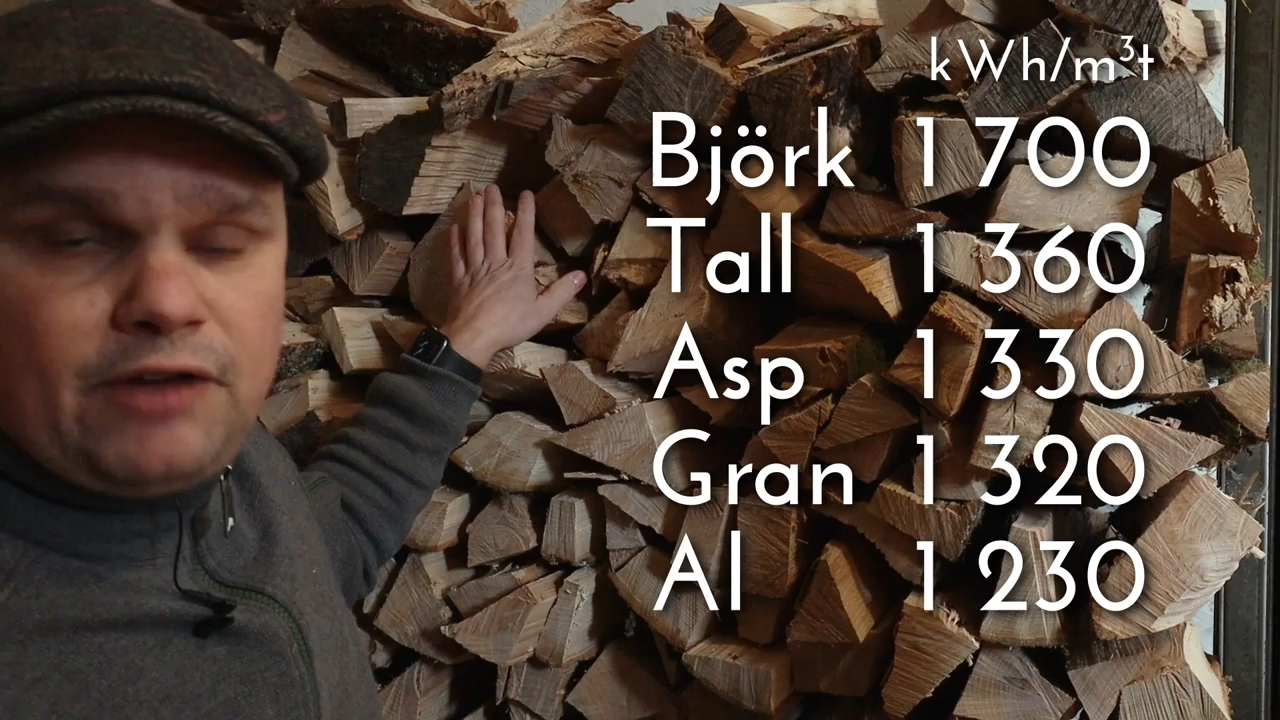 kWh/m³t
Björk 1 700
Tall 1 360
Asp 1 330
Gran 1 320
Al 1 230